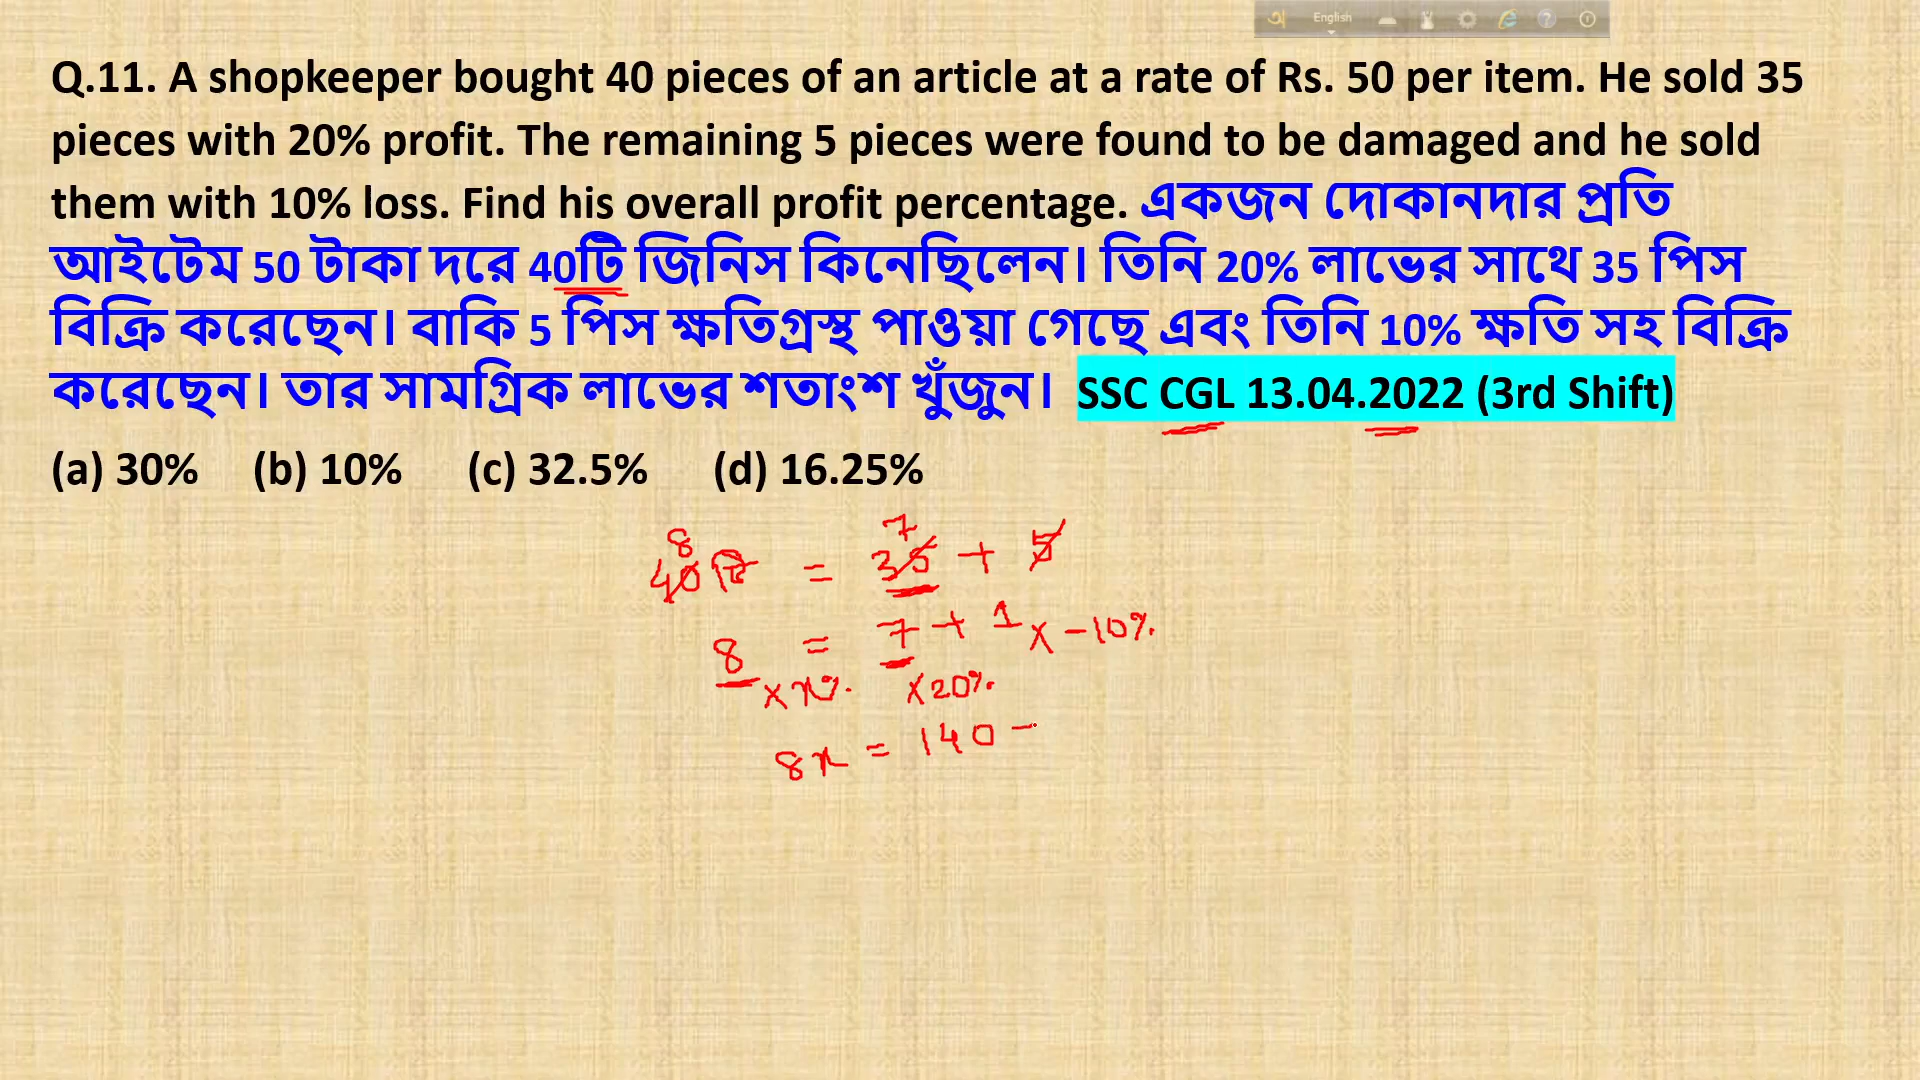 English
Q.11. A shopkeeper bought 40 pieces of an article at a rate of Rs. 50 per item. He sold 35
pieces with 20% profit. The remaining 5 pieces were found to be damaged and he sold
them with 10% loss. Find his overall profit percentage. একজন দোকানদার প্রতি
আইটেম 50 টাকা দরে 40টি জিনিস কিনেছিলেন। তিনি 20% লাভের সাথে 35 পিস
বিক্রি করেছেন। বাকি 5 পিস ক্ষতিগ্রস্থ পাওয়া গেছে এবং তিনি 10% ক্ষতি সহ বিক্রি
করেছেন। তার সামগ্রিক লাভের শতাংশ খুঁজুন। SSC CGL 13.04.2022 (3rd Shift)
(a) 30% (b) 10% (c) 32.5% (d) 16.25%
8 7
40 টি = 35 + 5
8 = 7 + 1 x -10%
x x% x 20%
8x = 140 -